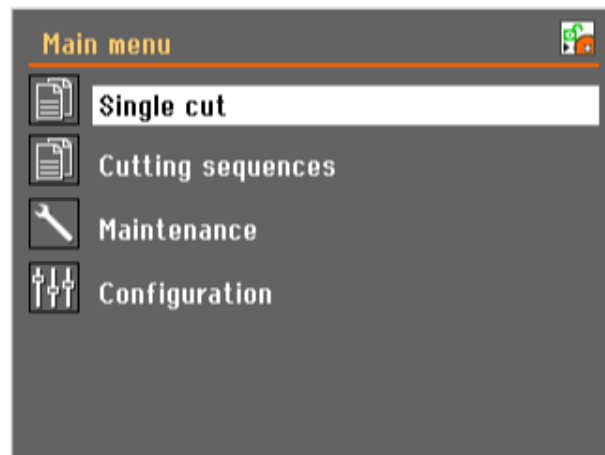 Main menu
Single cut
Cutting sequences
Maintenance
Configuration